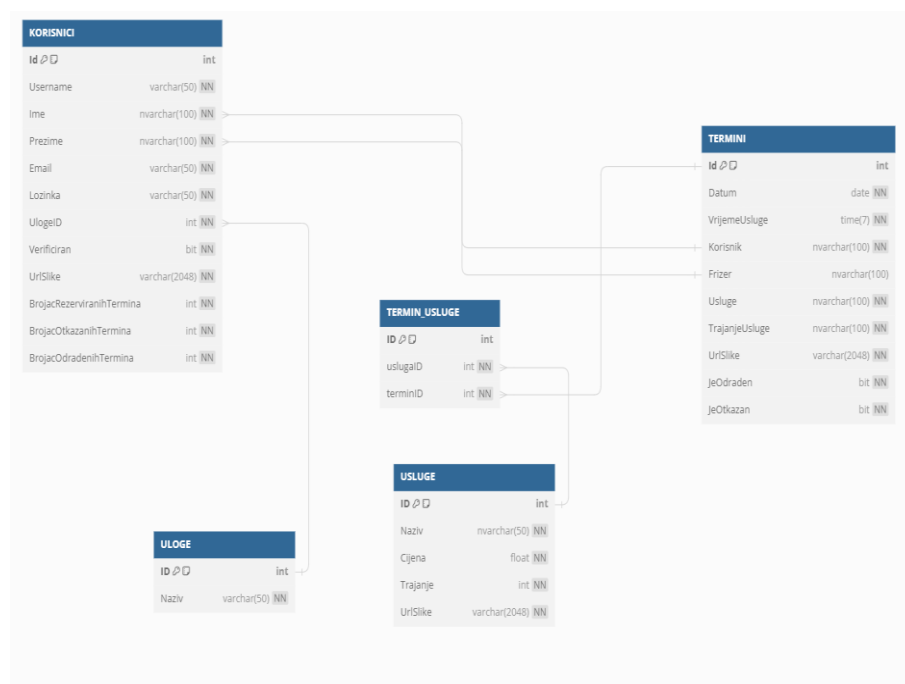 KORISNICI
Id int
Username varchar(50) NN
Ime nvarchar(100) NN
Prezime nvarchar(100) NN
Email varchar(50) NN
Lozinka varchar(50) NN
UlogeID int NN
Verificiran bit NN
UrlSlike varchar(2048) NN
BrojacRezerviranihTermina int NN
BrojacOtkazanihTermina int NN
BrojacOdradenihTermina int NN
TERMINI
Id int
Datum date NN
VrijemeUsluge time(7) NN
Korisnik nvarchar(100) NN
Frizer nvarchar(100)
Usluge nvarchar(100) NN
TrajanjeUsluge nvarchar(100) NN
UrlSlike varchar(2048) NN
JeOdraden bit NN
JeOtkazan bit NN
TERMIN_USLUGE
ID int
uslugaID int NN
terminID int NN
USLUGE
ID int
Naziv nvarchar(50) NN
Cijena float NN
Trajanje int NN
UrlSlike varchar(2048) NN
ULOGE
ID int
Naziv varchar(50) NN